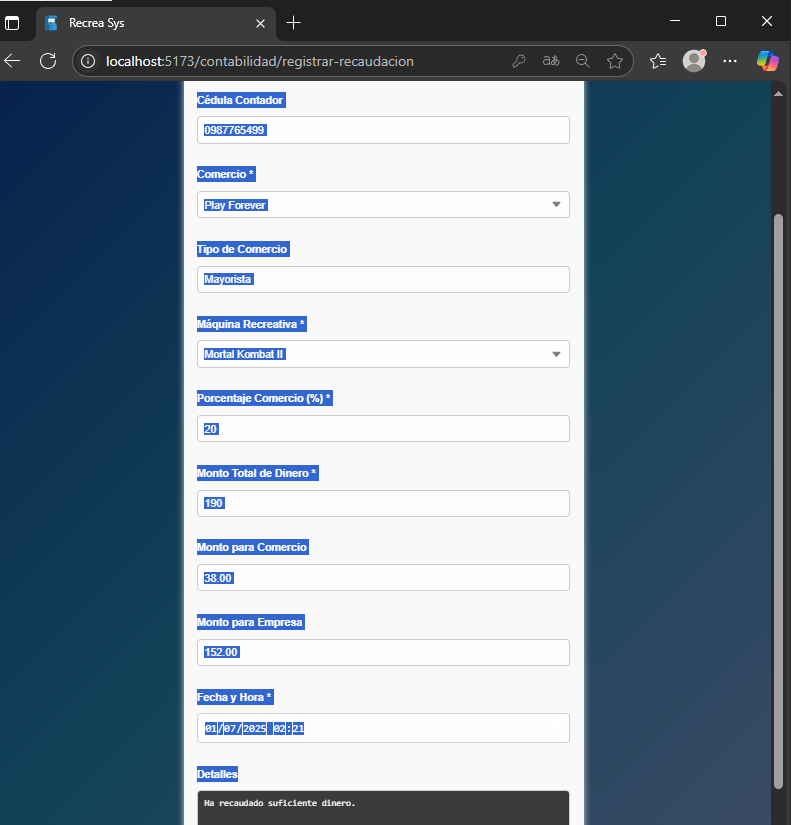 Recrea Sys
localhost:5173/contabilidad/registrar-recaudacion
Cédula Contador
0987765499
Comercio *
Play Forever
Tipo de Comercio
Mayorista
Máquina Recreativa *
Mortal Kombat II
Porcentaje Comercio (%) *
20
Monto Total de Dinero *
190
Monto para Comercio
38.00
Monto para Empresa
152.00
Fecha y Hora *
01/07/2025 02:21
Detalles
Ha recaudado suficiente dinero.